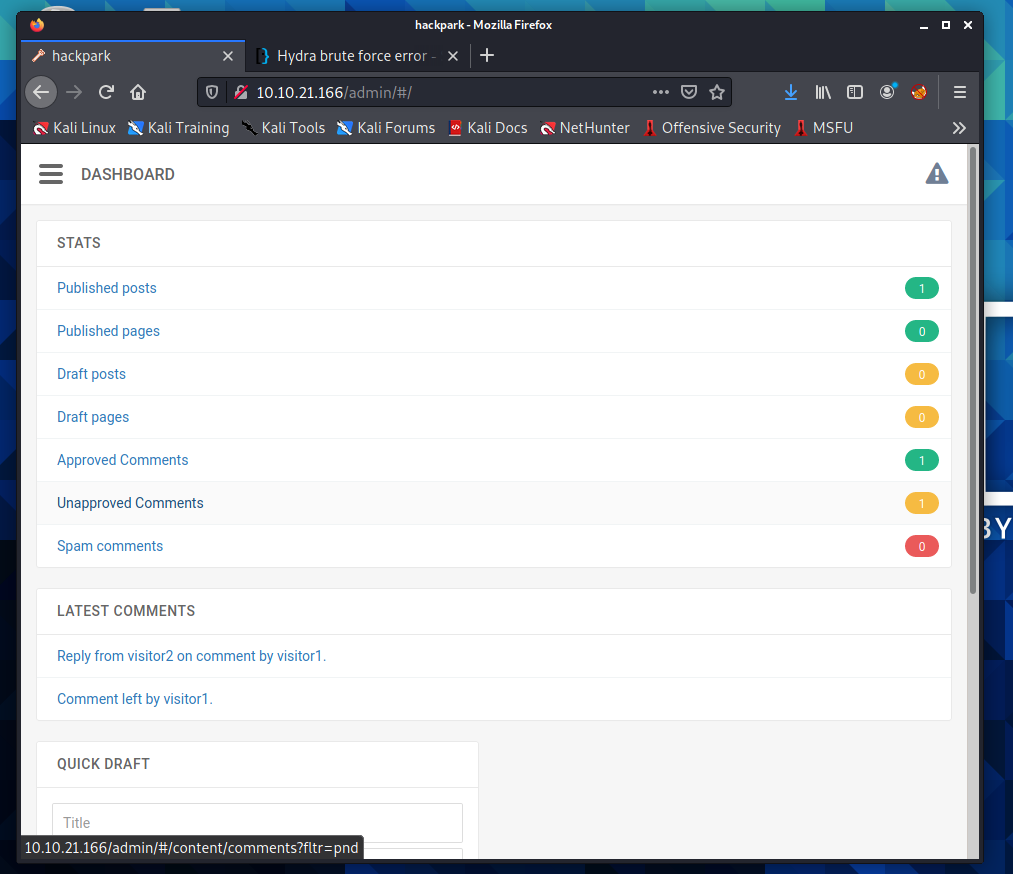 hackpark - Mozilla Firefox
hackpark
Hydra brute force error -
10.10.21.166/admin/#/
Kali Linux Kali Training Kali Tools Kali Forums Kali Docs NetHunter Offensive Security MSFU
DASHBOARD
STATS
Published posts 1
Published pages 0
Draft posts 0
Draft pages 0
Approved Comments 1
Unapproved Comments 1
Spam comments 0
BY
LATEST COMMENTS
Reply from visitor2 on comment by visitor1.
Comment left by visitor1.
QUICK DRAFT
Title
10.10.21.166/admin/#/content/comments?fltr=pnd